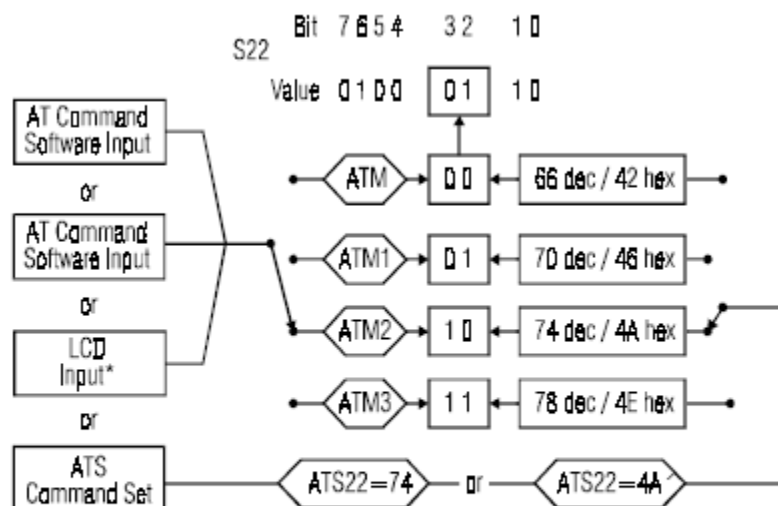 Bit 7 6 5 4 3 2 1 0
S22
Value 0 1 0 0 0 1 1 0
AT Command
Software Input
or
AT Command
Software Input
or
LCD
Input*
or
ATS
Command Set
ATM 0 0 66 dec / 42 hex
ATM1 0 1 70 dec / 46 hex
ATM2 1 0 74 dec / 4A hex
ATM3 1 1 78 dec / 4E hex
ATS22=74 or ATS22=4A